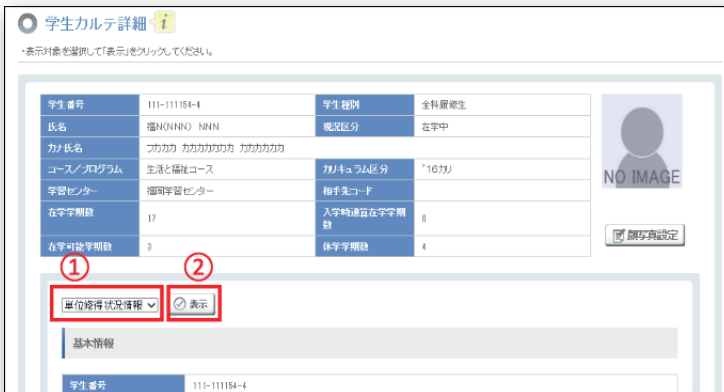 学生カルテ詳細 i
・表示対象を選択して「表示」をクリックしてください。
学生番号 111-111154-4 学生種別 全科履修生
氏名 福N(NNN) NNN 現況区分 在学中
カナ氏名 フカカカ カカカカカカ カカカカカ
コース/プログラム 生活と福祉コース カリキュラム区分 '16カリ
学習センター 福岡学習センター 相手先コード
在学学期数 17 入学時通算在学学期数 0
在学可能学期数 3 休学学期数 4
NO IMAGE
顔写真設定
① ②
単位修得状況情報 表示
基本情報
学生番号 111-111154-4